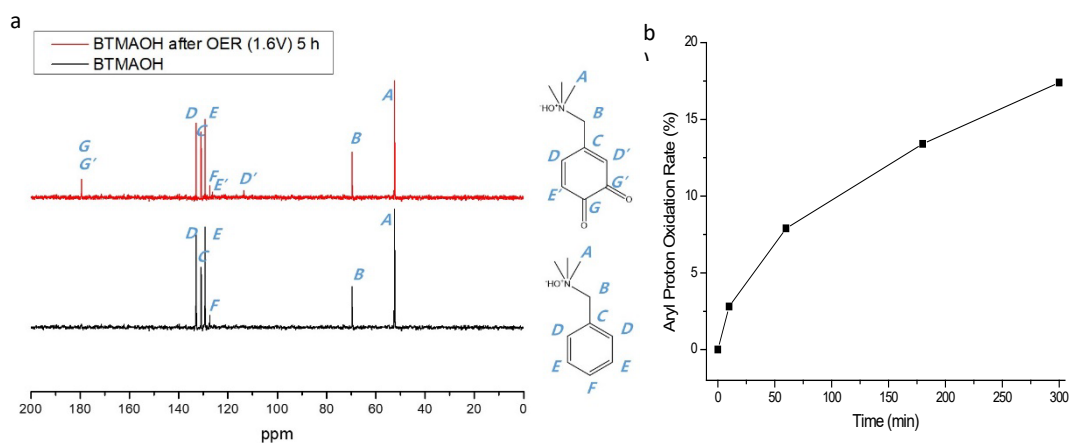 a
BTMAOH after OER (1.6V) 5 h
BTMAOH
G
G'
D
C
E
F
E'
D'
B
A
D
C
E
F
B
A
200 180 160 140 120 100 80 60 40 20 0
ppm
A
-HO+N
B
C
D
D'
E'
G'
G
O
O
A
-HO+N
B
C
D
D
E
E
F
b
Aryl Proton Oxidation Rate (%)
20
15
10
5
0
0 50 100 150 200 250 300
Time (min)